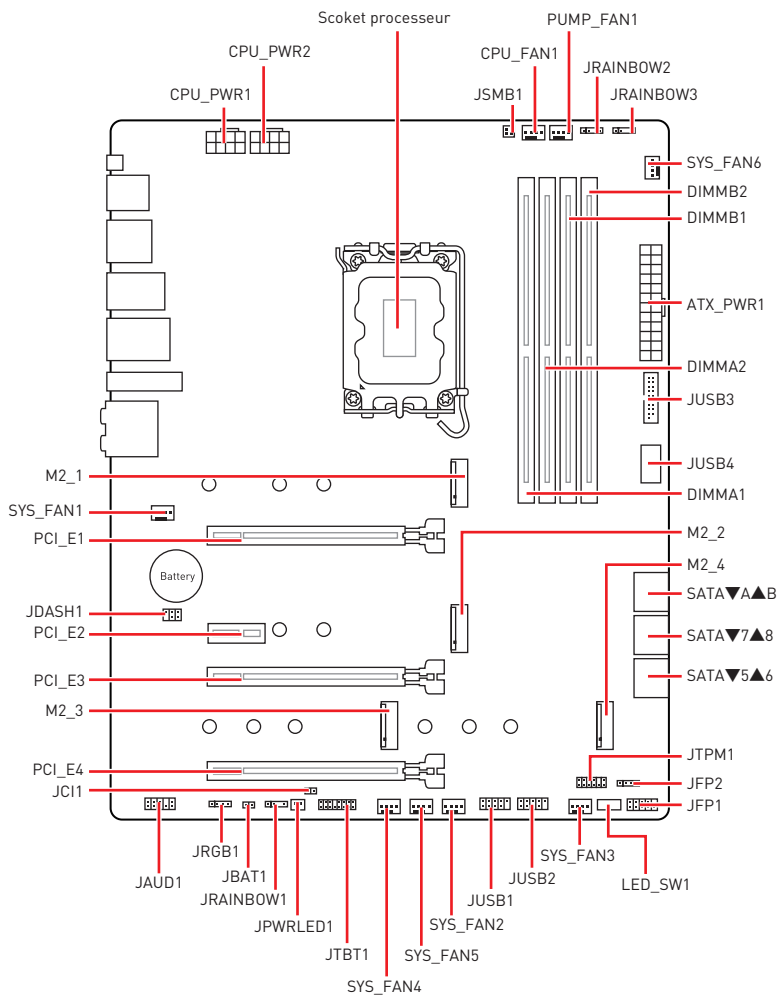 Scoket processeur
PUMP_FAN1
CPU_PWR2
CPU_FAN1
JRAINBOW2
CPU_PWR1
JSMB1
JRAINBOW3
SYS_FAN6
DIMMB2
DIMMB1
ATX_PWR1
DIMMA2
JUSB3
JUSB4
M2_1
DIMMA1
SYS_FAN1
PCI_E1
M2_2
M2_4
Battery
SATA▼A▲B
JDASH1
PCI_E2
SATA▼7▲8
PCI_E3
SATA▼5▲6
M2_3
JTPM1
PCI_E4
JFP2
JCI1
JFP1
JRGB1
SYS_FAN3
JBAT1
JUSB2
JAUD1
LED_SW1
JRAINBOW1
JUSB1
JPWRLED1
SYS_FAN2
JTBT1
SYS_FAN5
SYS_FAN4